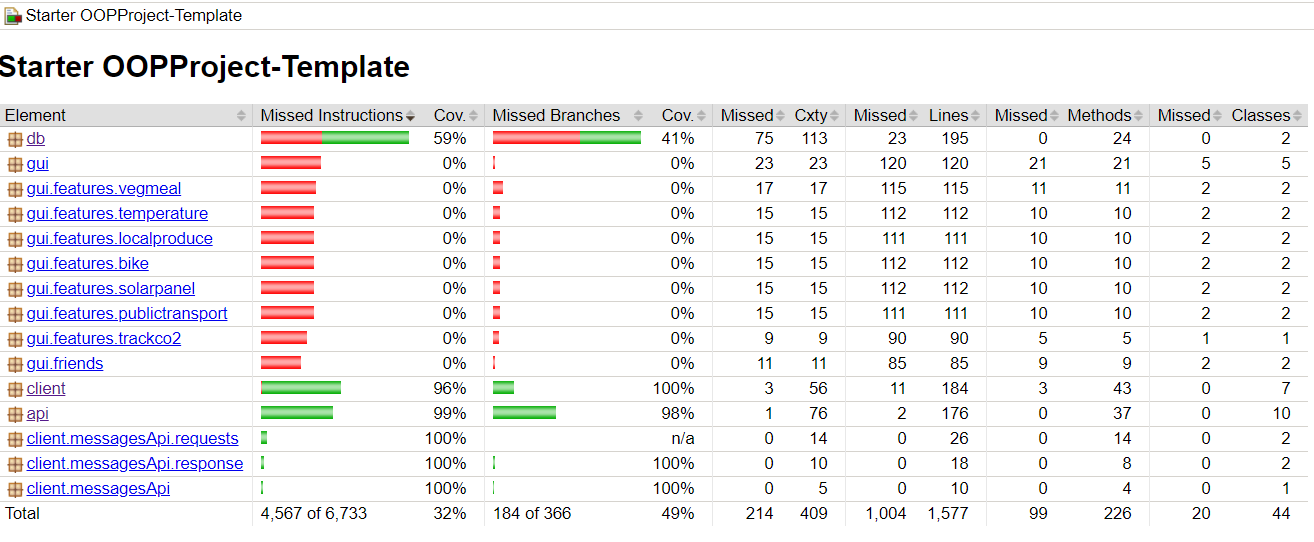 Starter OOPProject-Template
Starter OOPProject-Template
Element Missed Instructions Cov. Missed Branches Cov. Missed Cxty Missed Lines Missed Methods Missed Classes
db 59% 41% 75 113 23 195 0 24 0 2
gui 0% 0% 23 23 120 120 21 21 5 5
gui.features.vegmeal 0% 0% 17 17 115 115 11 11 2 2
gui.features.temperature 0% 0% 15 15 112 112 10 10 2 2
gui.features.localproduce 0% 0% 15 15 111 111 10 10 2 2
gui.features.bike 0% 0% 15 15 112 112 10 10 2 2
gui.features.solarpanel 0% 0% 15 15 112 112 10 10 2 2
gui.features.publictransport 0% 0% 15 15 111 111 10 10 2 2
gui.features.trackco2 0% 0% 9 9 90 90 5 5 1 1
gui.friends 0% 0% 11 11 85 85 9 9 2 2
client 96% 100% 3 56 11 184 3 43 0 7
api 99% 98% 1 76 2 176 0 37 0 10
client.messagesApi.requests 100% n/a 0 14 0 26 0 14 0 2
client.messagesApi.response 100% 100% 0 10 0 18 0 8 0 2
client.messagesApi 100% 100% 0 5 0 10 0 4 0 1
Total 4,567 of 6,733 32% 184 of 366 49% 214 409 1,004 1,577 99 226 20 44